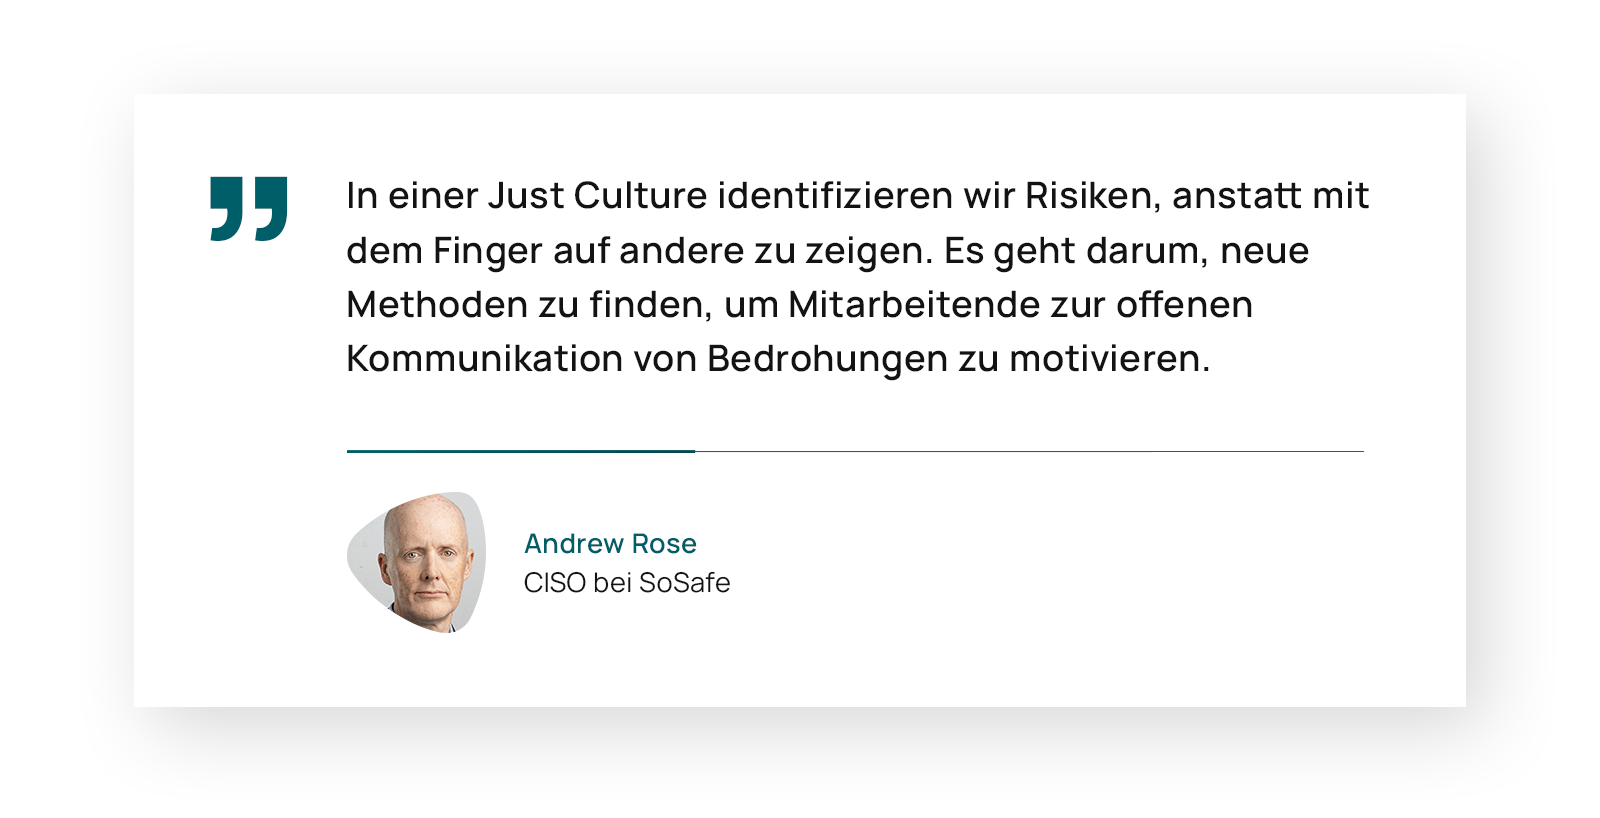 In einer Just Culture identifizieren wir Risiken, anstatt mit
dem Finger auf andere zu zeigen. Es geht darum, neue
Methoden zu finden, um Mitarbeitende zur offenen
Kommunikation von Bedrohungen zu motivieren.
Andrew Rose
CISO bei SoSafe